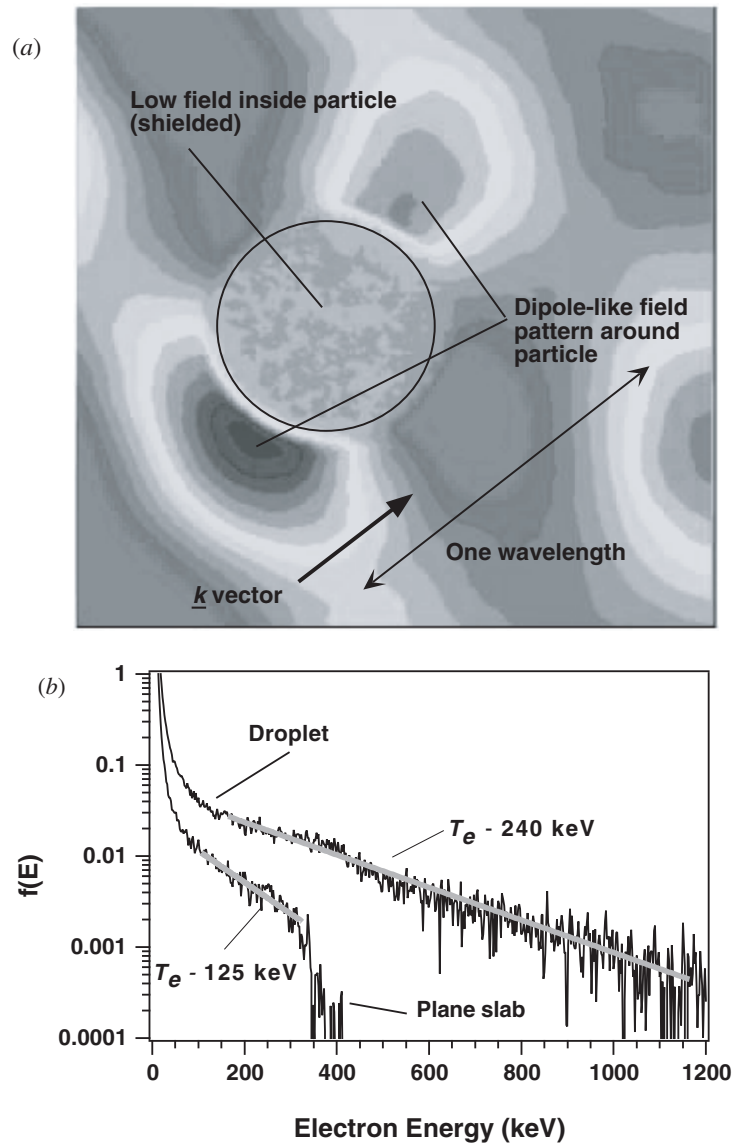 (a)
Low field inside particle
(shielded)
Dipole-like field
pattern around
particle
One wavelength
k vector
(b)
1
0.1
0.01
0.001
0.0001
f(E)
Droplet
Te - 240 keV
Te - 125 keV
Plane slab
0 200 400 600 800 1000 1200
Electron Energy (keV)